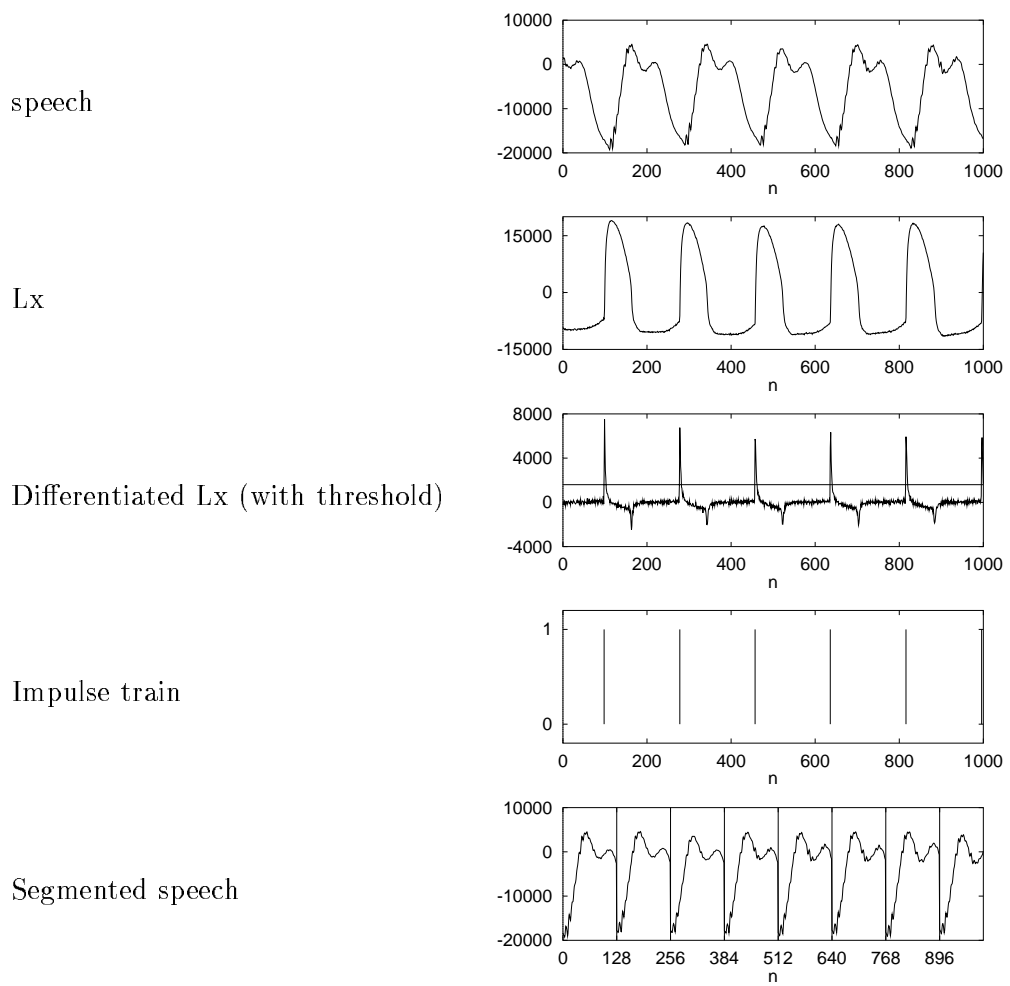 speech
10000
0
-10000
-20000
0 200 400 600 800 1000
n
Lx
15000
0
-15000
0 200 400 600 800 1000
n
Differentiated Lx (with threshold)
8000
4000
0
-4000
0 200 400 600 800 1000
n
Impulse train
1
0
0 200 400 600 800 1000
n
Segmented speech
10000
0
-10000
-20000
0 128 256 384 512 640 768 896
n